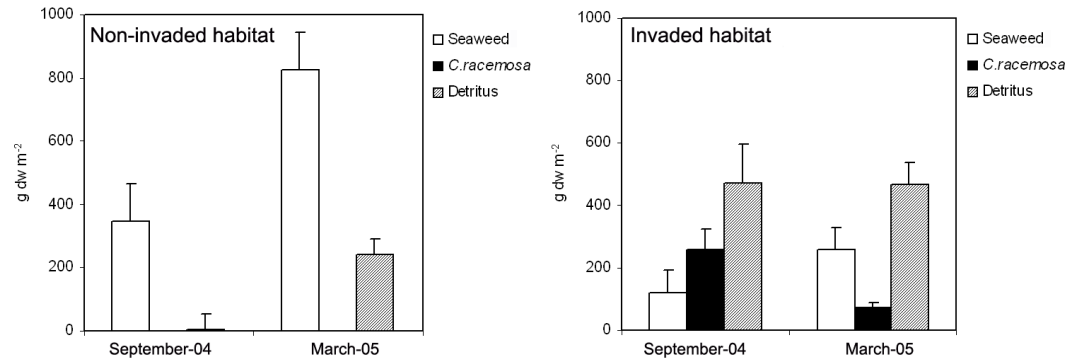 Non-invaded habitat
1000
800
600
400
200
0
g dw m-2
September-04
March-05
Seaweed
C.racemosa
Detritus
Invaded habitat
1000
800
600
400
200
0
g dw m-2
September-04
March-05
Seaweed
C.racemosa
Detritus